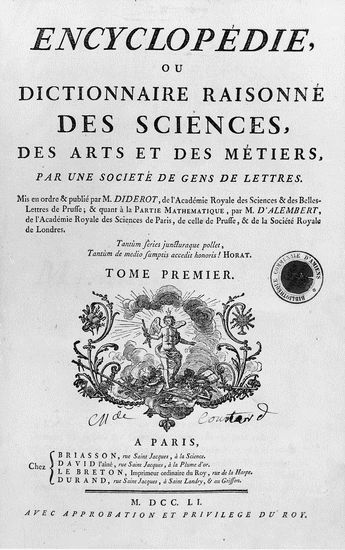 ENCYCLOPÉDIE,
OU
DICTIONNAIRE RAISONNÉ
DES SCIENCES,
DES ARTS ET DES MÉTIERS,
PAR UNE SOCIETÉ DE GENS DE LETTRES.
Mis en ordre & publié par M. DIDEROT, de l'Académie Royale des Sciences & des Belles-
Lettres de Prusse; & quant à la PARTIE MATHEMATIQUE, par M. D'ALEMBERT,
de l'Académie Royale des Sciences de Paris, de celle de Prusse, & de la Société Royale
de Londres.
Tantùm series juncturaque pollet,
Tantùm de medio sumptis accedit honoris! HORAT.
TOME PREMIER.
BIBLIOTHÈQUE COMMUNALE D'AMIENS
A PARIS,
Chez
BRIASSON, rue Saint Jacques, à la Science.
DAVID l'aîné, rue Saint Jacques, à la Plume d'or.
LE BRETON, Imprimeur ordinaire du Roy, rue de la Harpe.
DURAND, rue Saint Jacques, à Saint Landry, & au Griffon.
M. DCC. LI.
AVEC APPROBATION ET PRIVILEGE DU ROY.